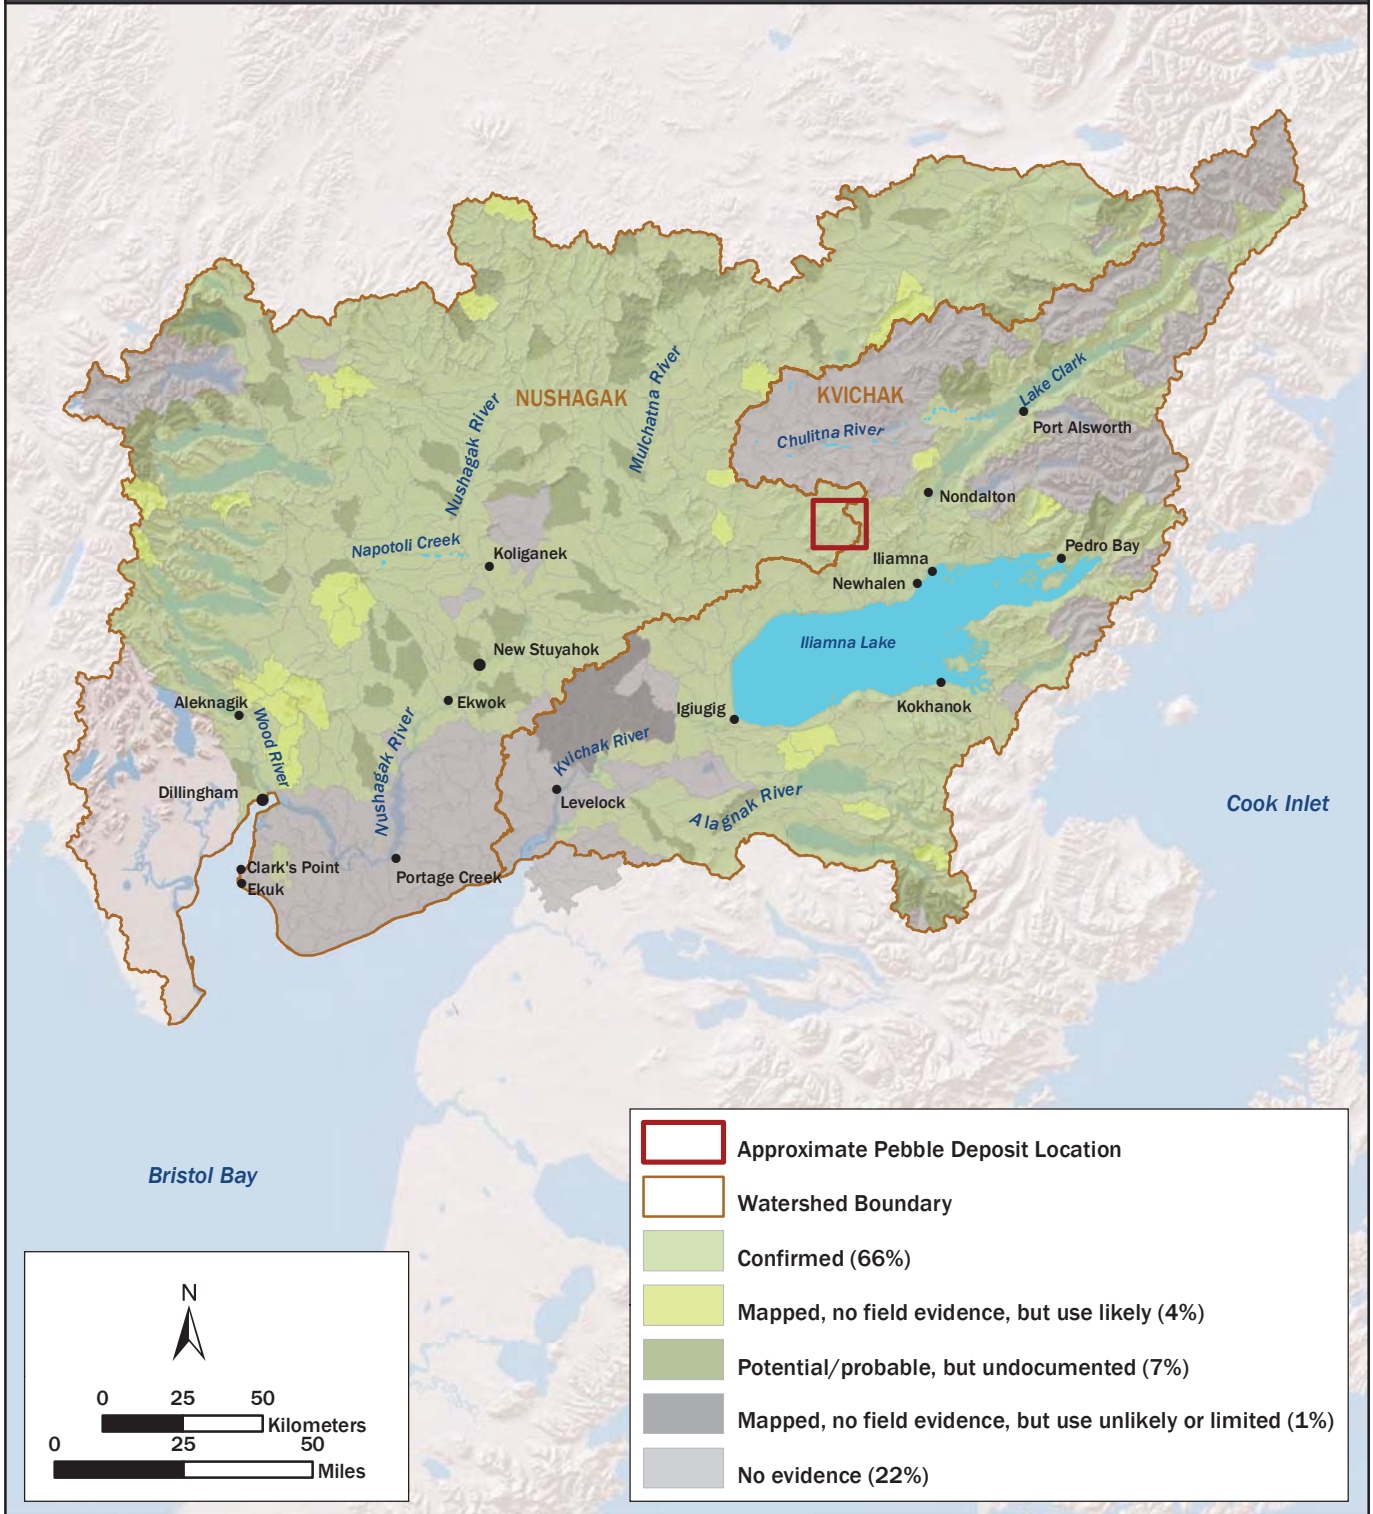 NUSHAGAK
KVICHAK
Nushagak River
Mulchatna River
Lake Clark
Port Alsworth
Chulitna River
Nondalton
Napotoli Creek
Koliganek
Iliamna
Pedro Bay
Newhalen
Iliamna Lake
New Stuyahok
Ekwok
Aleknagik
Igiugig
Kokhanok
Wood River
Nushagak River
Kvichak River
Dillingham
Levelock
Alagnak River
Cook Inlet
Clark's Point
Ekuk
Portage Creek
Bristol Bay
Approximate Pebble Deposit Location
Watershed Boundary
Confirmed (66%)
Mapped, no field evidence, but use likely (4%)
Potential/probable, but undocumented (7%)
Mapped, no field evidence, but use unlikely or limited (1%)
No evidence (22%)
N
0 25 50
Kilometers
0 25 50
Miles